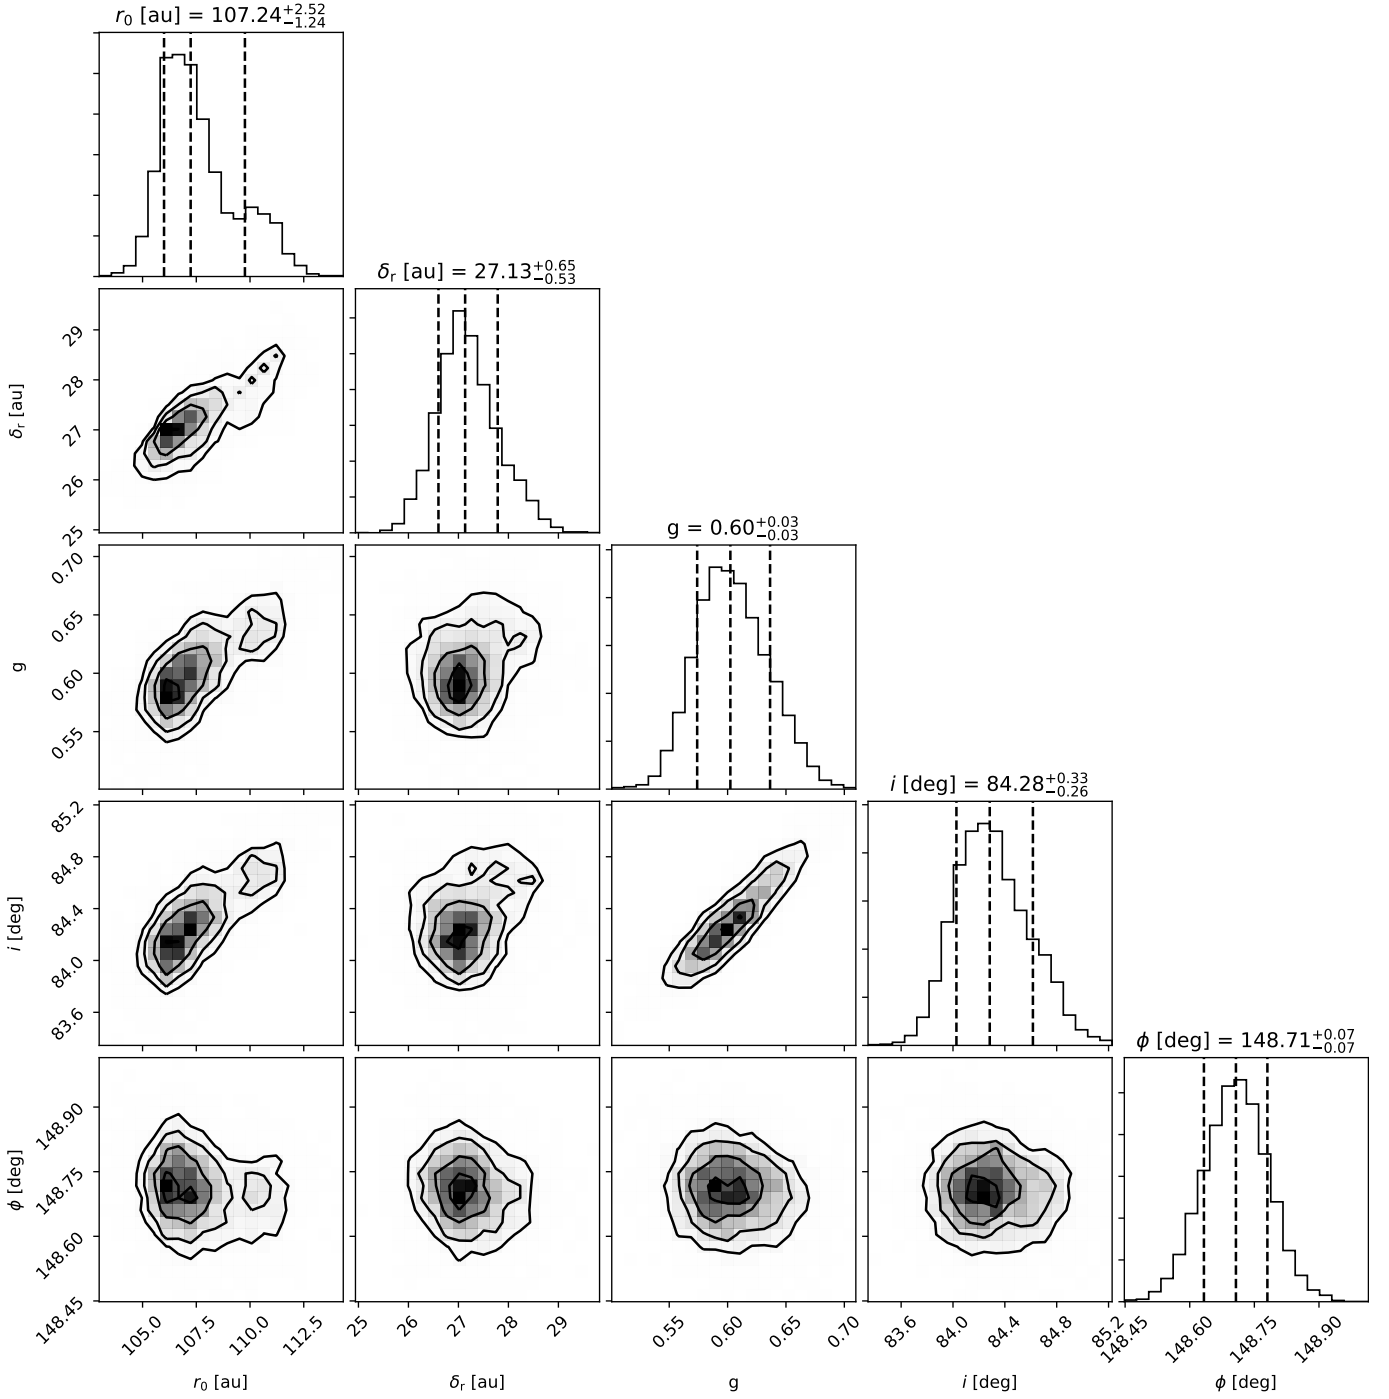 r₀ [au] = 107.24+2.52 −1.24
δr [au] = 27.13+0.65 −0.53
29
28
27
26
25
δr [au]
g = 0.60+0.03 −0.03
0.70
0.65
0.60
0.55
g
i [deg] = 84.28+0.33 −0.26
85.2
84.8
84.4
84.0
83.6
i [deg]
ϕ [deg] = 148.71+0.07 −0.07
148.90
148.75
148.60
148.45
ϕ [deg]
105.0 107.5 110.0 112.5 25 26 27 28 29 0.55 0.60 0.65 0.70 83.6 84.0 84.4 84.8 85.2 148.45 148.60 148.75 148.90
r₀ [au] δr [au] g i [deg] ϕ [deg]